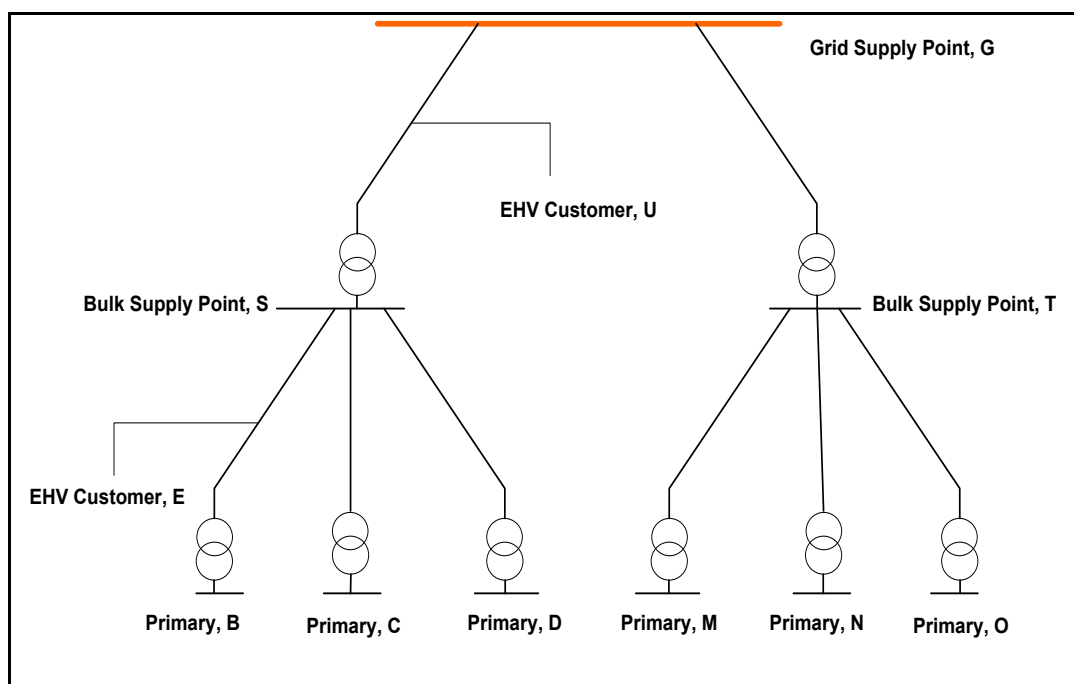 Grid Supply Point, G
EHV Customer, U
Bulk Supply Point, S
Bulk Supply Point, T
EHV Customer, E
Primary, B
Primary, C
Primary, D
Primary, M
Primary, N
Primary, O